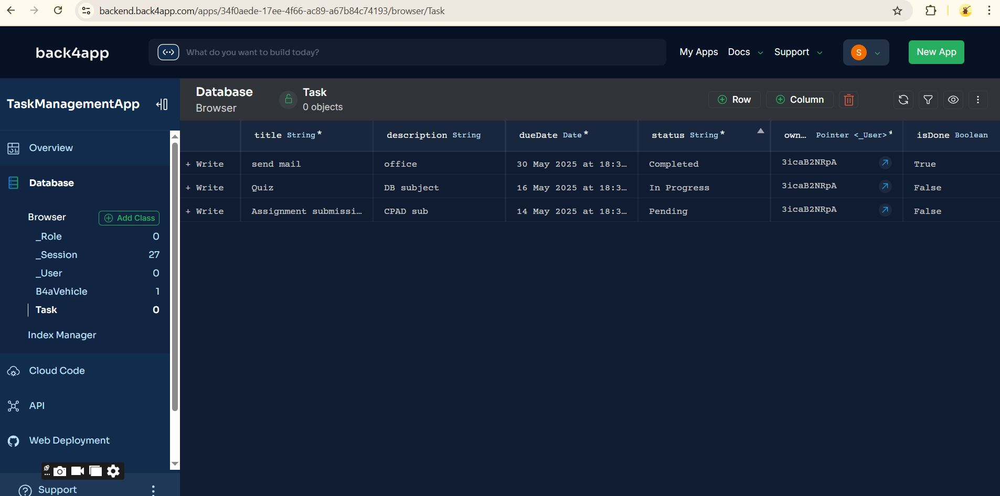 backend.back4app.com/apps/34f0aede-17ee-4f66-ac89-a67b84c74193/browser/Task
back4app
What do you want to build today?
My Apps Docs Support S New App
TaskManagementApp
Overview
Database
Browser Add Class
_Role 0
_Session 27
_User 0
B4aVehicle 1
Task 0
Index Manager
Cloud Code
API
Web Deployment
Support
Database
Browser
Task
0 objects
Row Column
title String* description String dueDate Date* status String* own... Pointer <_User>* isDone Boolean
+ Write send mail office 30 May 2025 at 18:3... Completed 3icaB2NRpA True
+ Write Quiz DB subject 16 May 2025 at 18:3... In Progress 3icaB2NRpA False
+ Write Assignment submissi... CPAD sub 14 May 2025 at 18:3... Pending 3icaB2NRpA False